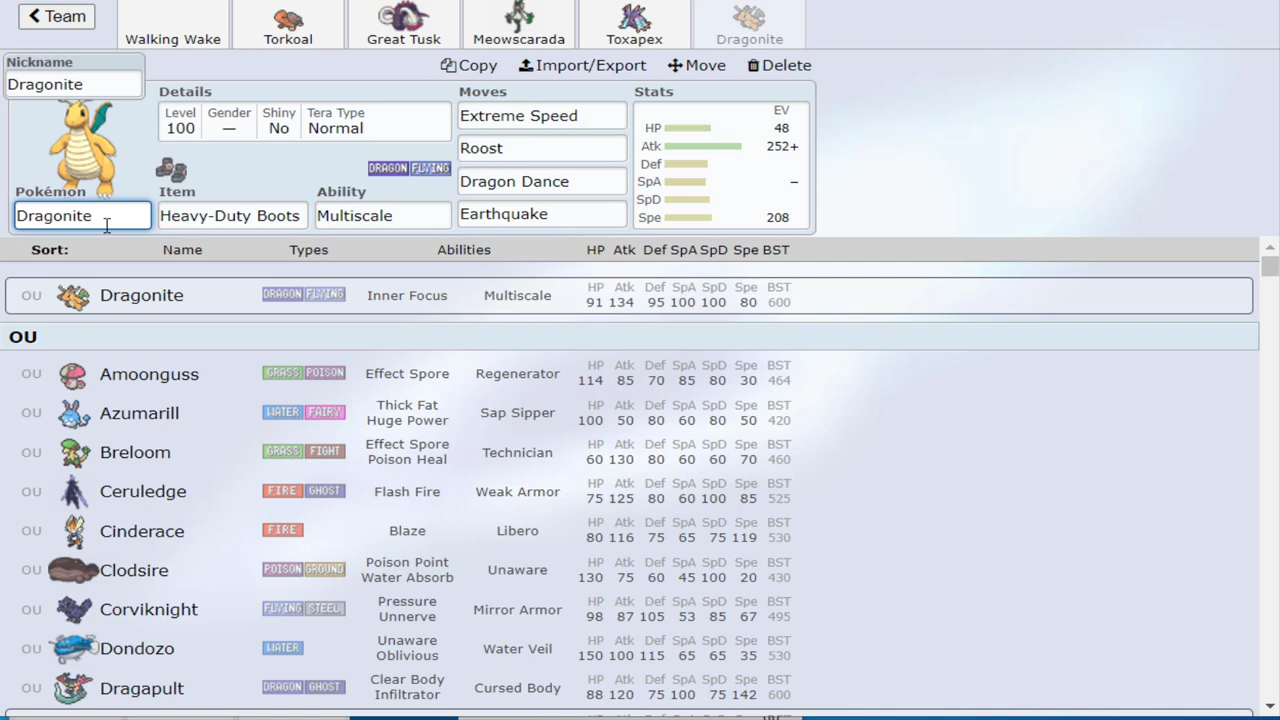 Team
Walking Wake
Torkoal
Great Tusk
Meowscarada
Toxapex
Dragonite
Copy Import/Export Move Delete
Nickname
Dragonite
Details
Level
100
Gender
—
Shiny
No
Tera Type
Normal
DRAGON FLYING
Pokémon
Dragonite
Item
Heavy-Duty Boots
Ability
Multiscale
Moves
Extreme Speed
Roost
Dragon Dance
Earthquake
Stats
EV
HP 48
Atk 252+
Def
SpA –
SpD
Spe 208
Sort: Name Types Abilities HP Atk Def SpA SpD Spe BST
OU Dragonite DRAGON FLYING Inner Focus Multiscale
HP Atk Def SpA SpD Spe BST
91 134 95 100 100 80 600
OU
OU Amoonguss GRASS POISON Effect Spore Regenerator
HP Atk Def SpA SpD Spe BST
114 85 70 85 80 30 464
OU Azumarill WATER FAIRY Thick Fat
Huge Power Sap Sipper
HP Atk Def SpA SpD Spe BST
100 50 80 60 80 50 420
OU Breloom GRASS FIGHT Effect Spore
Poison Heal Technician
HP Atk Def SpA SpD Spe BST
60 130 80 60 60 70 460
OU Ceruledge FIRE GHOST Flash Fire Weak Armor
HP Atk Def SpA SpD Spe BST
75 125 80 60 100 85 525
OU Cinderace FIRE Blaze Libero
HP Atk Def SpA SpD Spe BST
80 116 75 65 75 119 530
OU Clodsire POISON GROUND Poison Point
Water Absorb Unaware
HP Atk Def SpA SpD Spe BST
130 75 60 45 100 20 430
OU Corviknight FLYING STEEL Pressure
Unnerve Mirror Armor
HP Atk Def SpA SpD Spe BST
98 87 105 53 85 67 495
OU Dondozo WATER Unaware
Oblivious Water Veil
HP Atk Def SpA SpD Spe BST
150 100 115 65 65 35 530
OU Dragapult DRAGON GHOST Clear Body
Infiltrator Cursed Body
HP Atk Def SpA SpD Spe BST
88 120 75 100 75 142 600